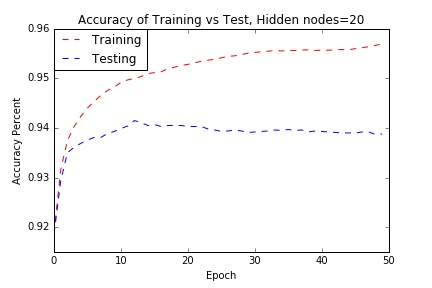 Accuracy of Training vs Test, Hidden nodes=20
0.96
0.95
0.94
0.93
0.92
Accuracy Percent
Training
Testing
0 10 20 30 40 50
Epoch